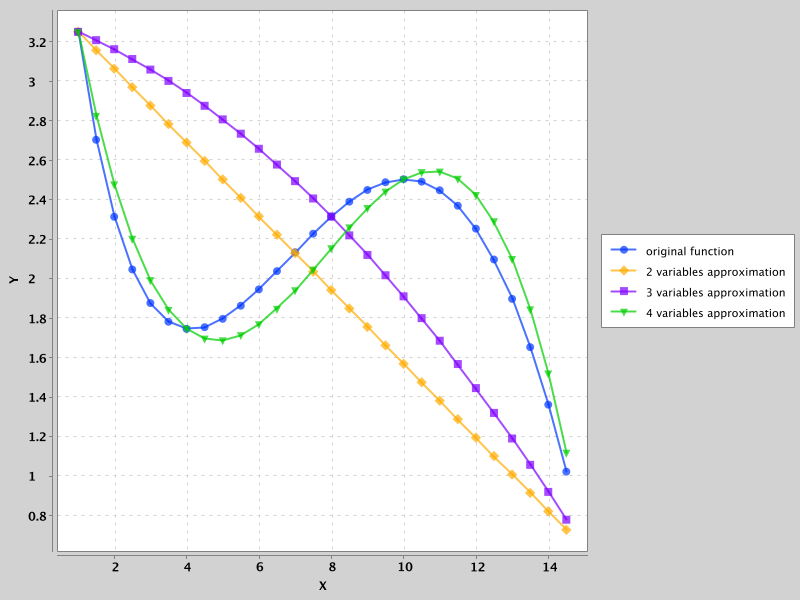 3.2
3
2.8
2.6
2.4
2.2
2
1.8
1.6
1.4
1.2
1
0.8
Y
2 4 6 8 10 12 14
X
original function
2 variables approximation
3 variables approximation
4 variables approximation